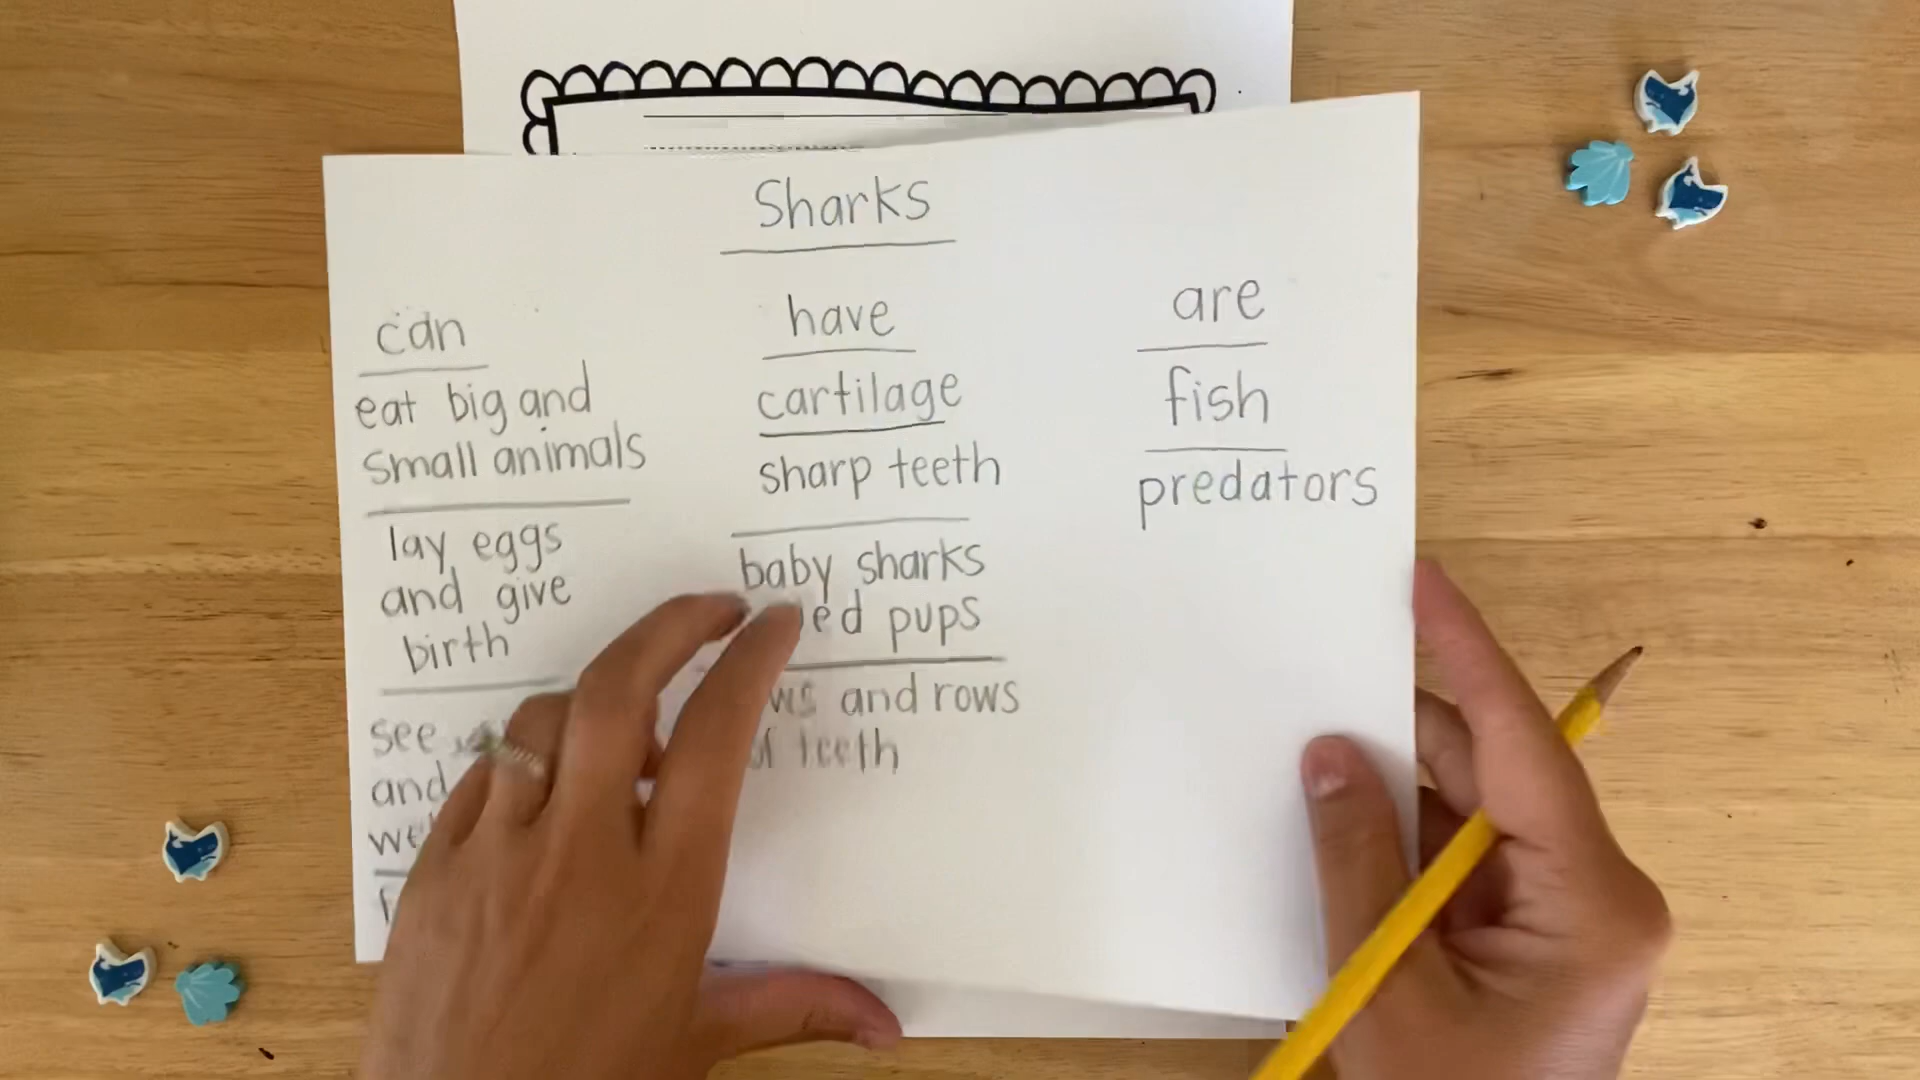 Sharks
can
eat big and
small animals
lay eggs
and give
birth
see
and
have
cartilage
sharp teeth
baby sharks
pups
and rows
teeth
are
fish
predators